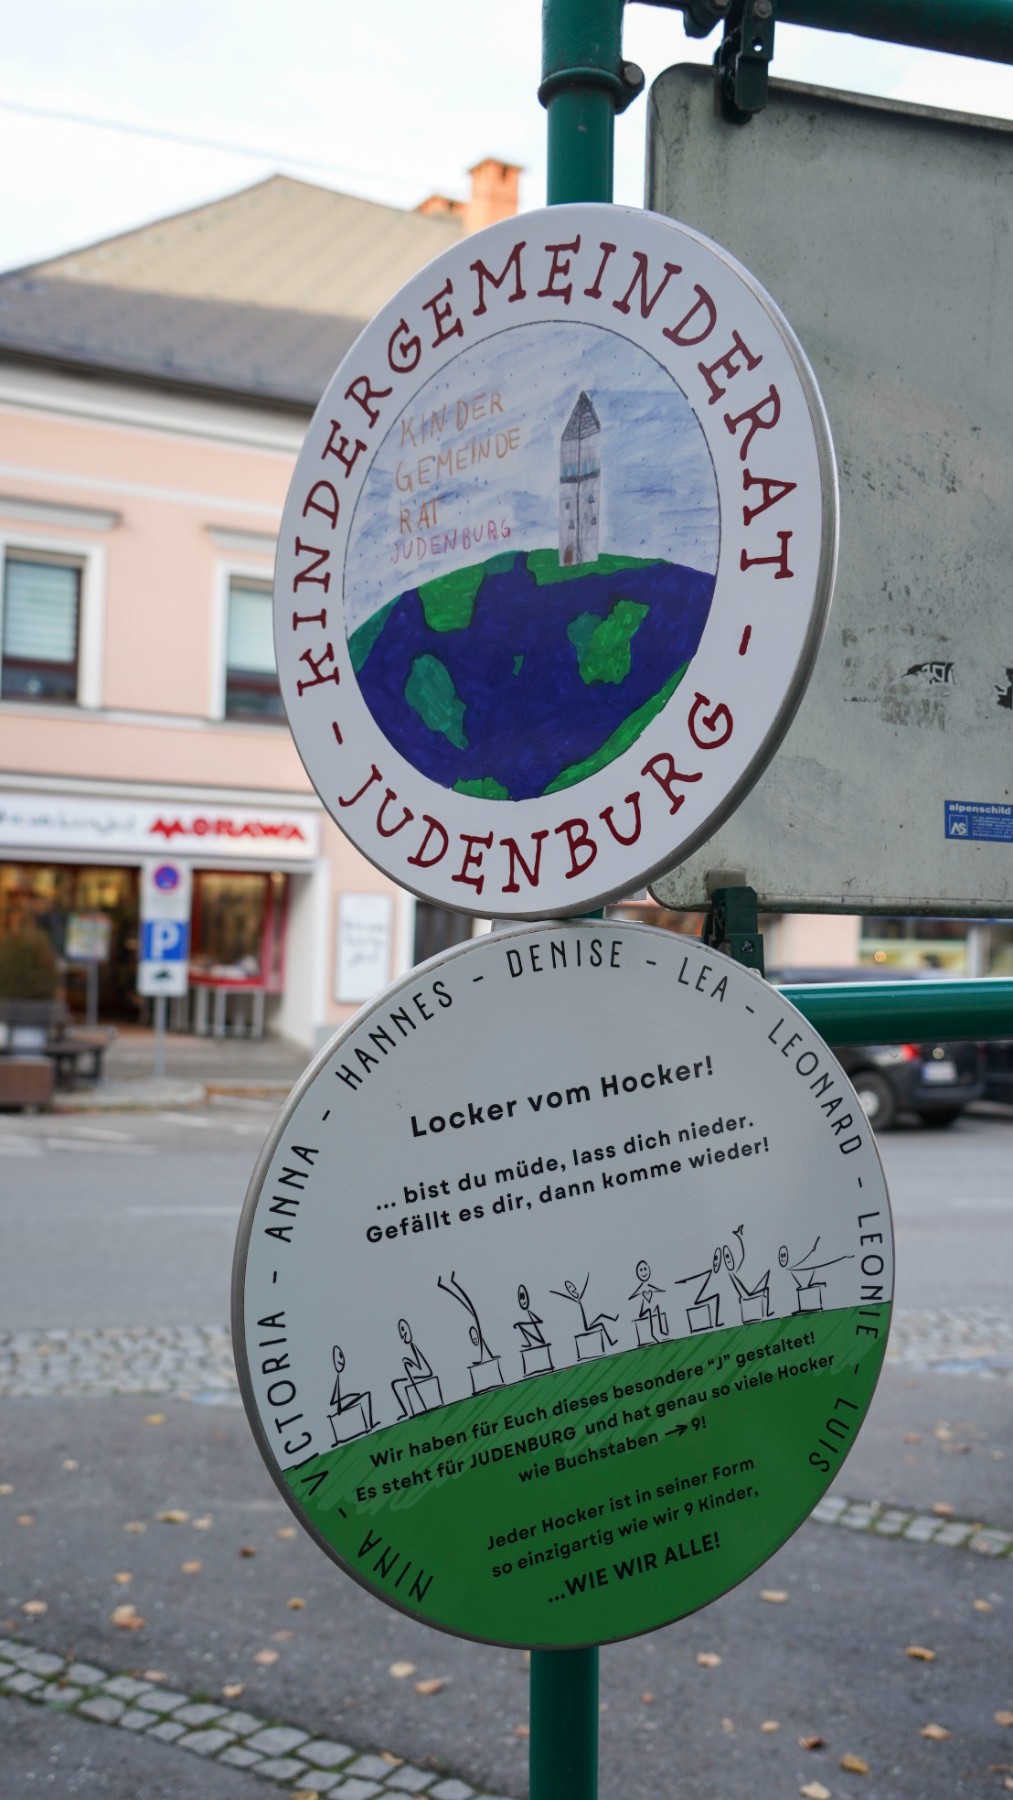 - KINDERGEMEINDERAT -
JUDENBURG
KINDER
GEMEINDE
RAT
JUDENBURG
MORAWA
P
alpenschild
AS
NINA - VICTORIA - ANNA - HANNES - DENISE - LEA - LEONARD - LEONIE - LUIS
Locker vom Hocker!
... bist du müde, lass dich nieder.
Gefällt es dir, dann komme wieder!
Wir haben für Euch dieses besondere “J” gestaltet!
Es steht für JUDENBURG und hat genau so viele Hocker
wie Buchstaben → 9!
Jeder Hocker ist in seiner Form
so einzigartig wie wir 9 Kinder,
...WIE WIR ALLE!